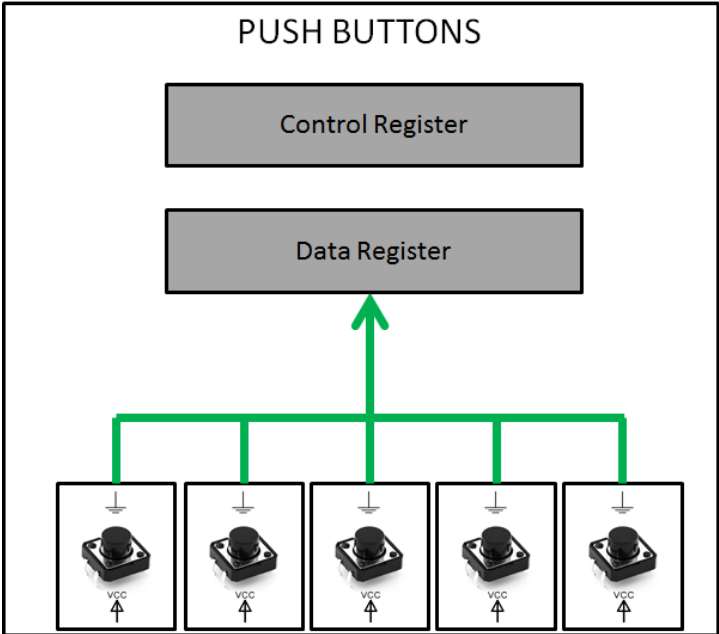 PUSH BUTTONS
Control Register
Data Register
VCC
VCC
VCC
VCC
VCC